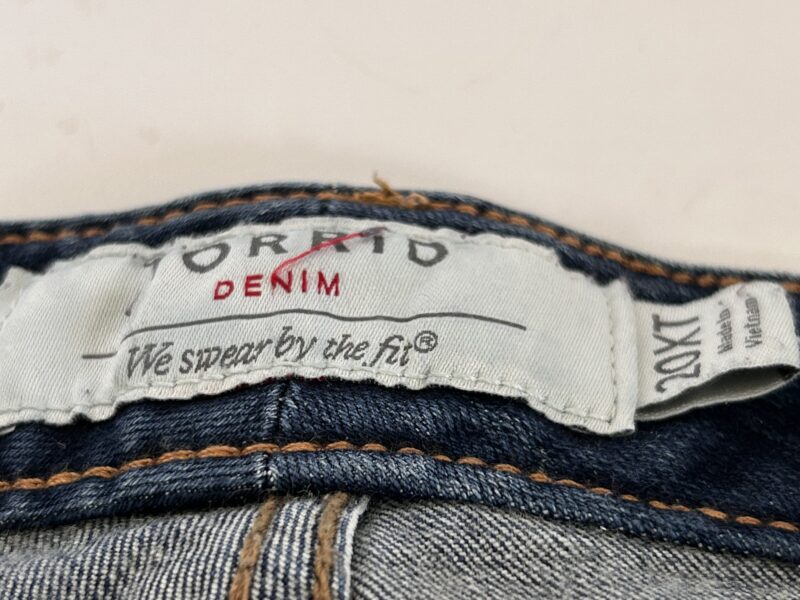 TORRID
DENIM
We swear by the fit®
20XT
Made in
Vietnam